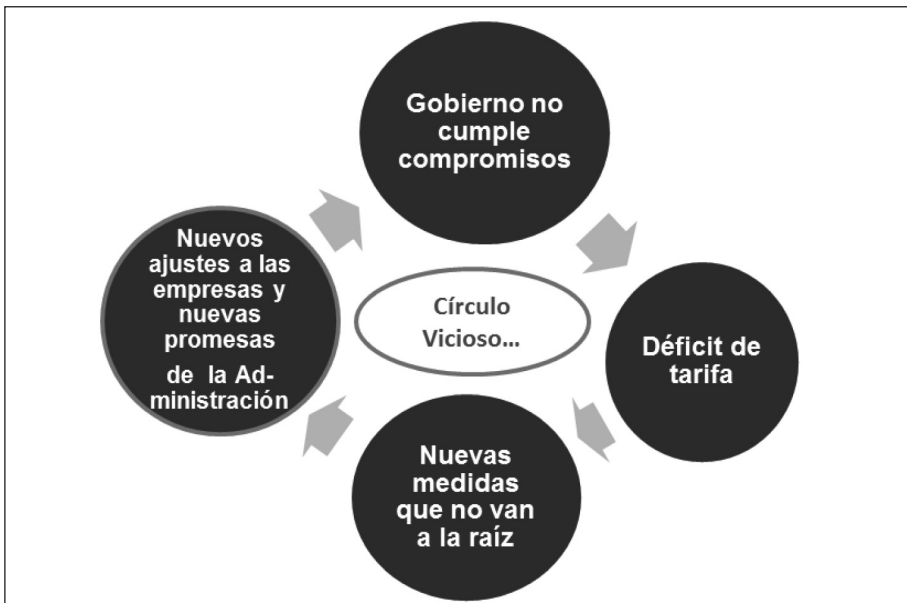 Gobierno no
cumple
compromisos
Déficit de
tarifa
Nuevas
medidas
que no van
a la raíz
Nuevos
ajustes a las
empresas y
nuevas
promesas
de la Ad-
ministración
Círculo
Vicioso...